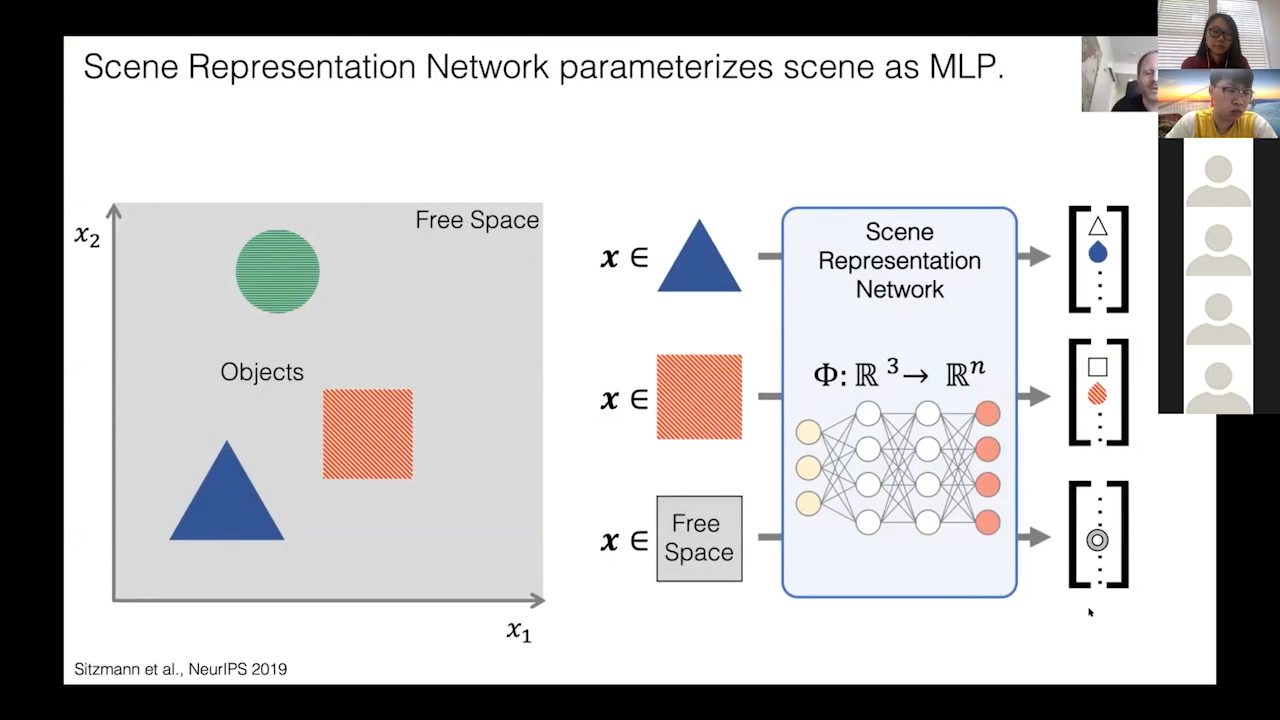 Scene Representation Network parameterizes scene as MLP.
x₂
Free Space
Objects
x₁
x ∈
x ∈
x ∈
Free
Space
Scene
Representation
Network
Φ: ℝ³→ ℝⁿ
Sitzmann et al., NeurIPS 2019